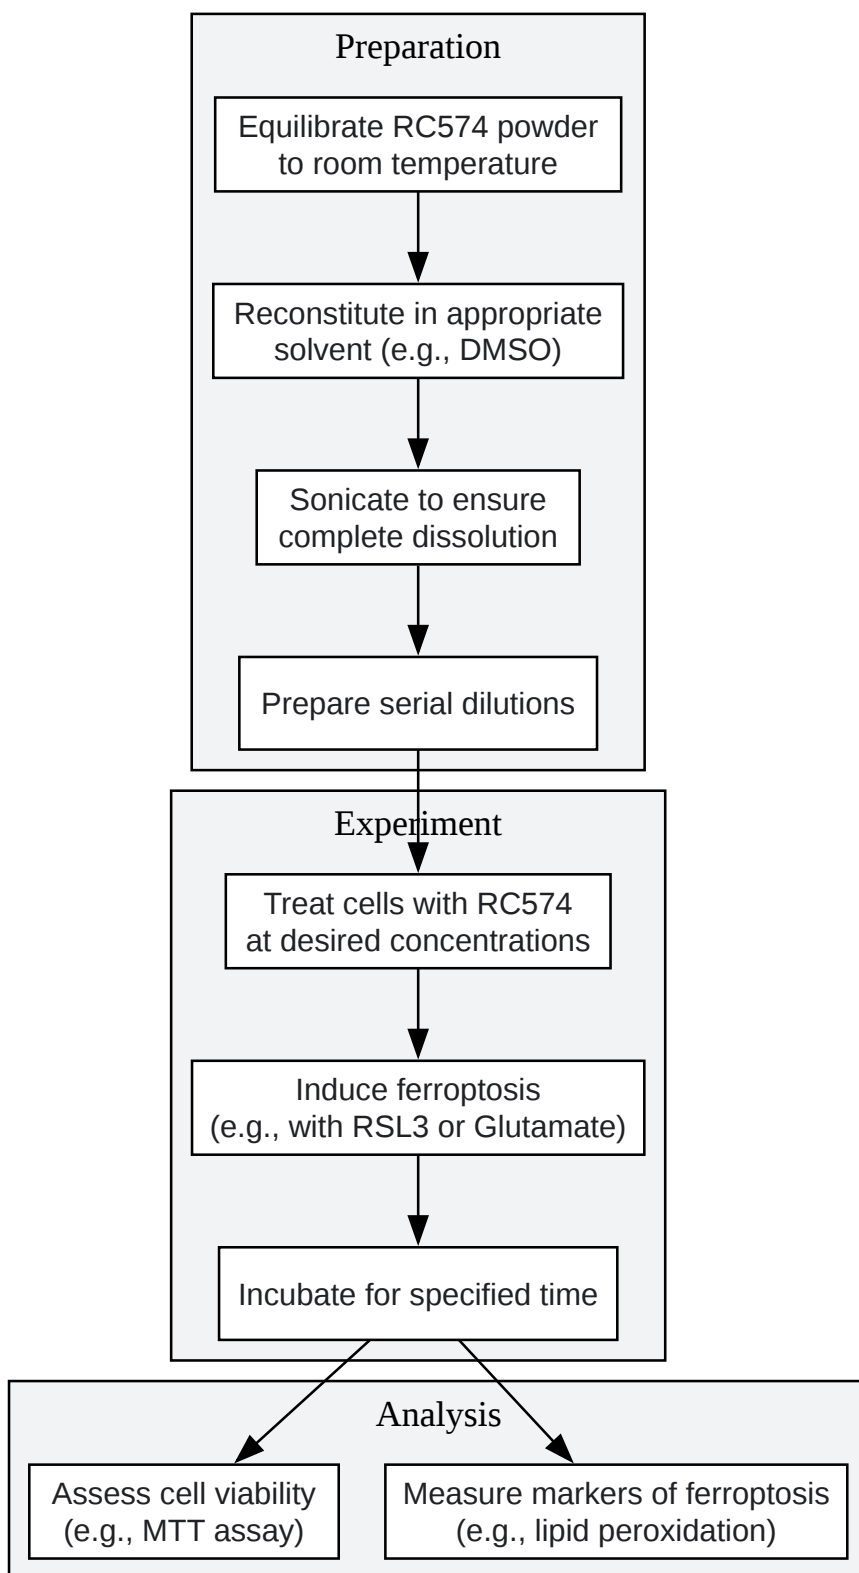 Preparation
Equilibrate RC574 powder
to room temperature
Reconstitute in appropriate
solvent (e.g., DMSO)
Sonicate to ensure
complete dissolution
Prepare serial dilutions
Experiment
Treat cells with RC574
at desired concentrations
Induce ferroptosis
(e.g., with RSL3 or Glutamate)
Incubate for specified time
Analysis
Assess cell viability
(e.g., MTT assay)
Measure markers of ferroptosis
(e.g., lipid peroxidation)